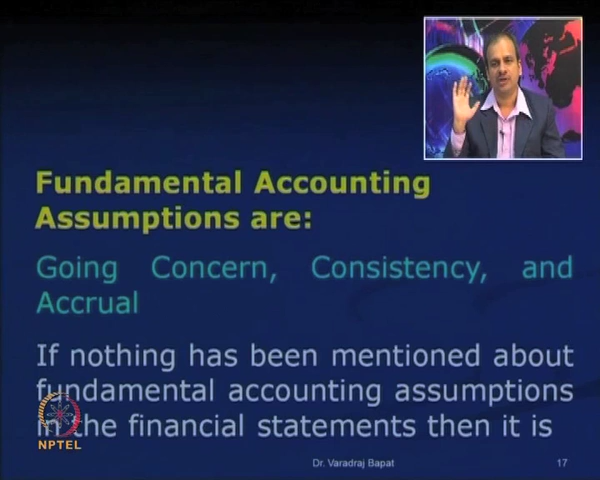 Fundamental Accounting
Assumptions are:
Going Concern, Consistency, and
Accrual
If nothing has been mentioned about
fundamental accounting assumptions
in the financial statements then it is
NPTEL
Dr. Varadraj Bapat
17